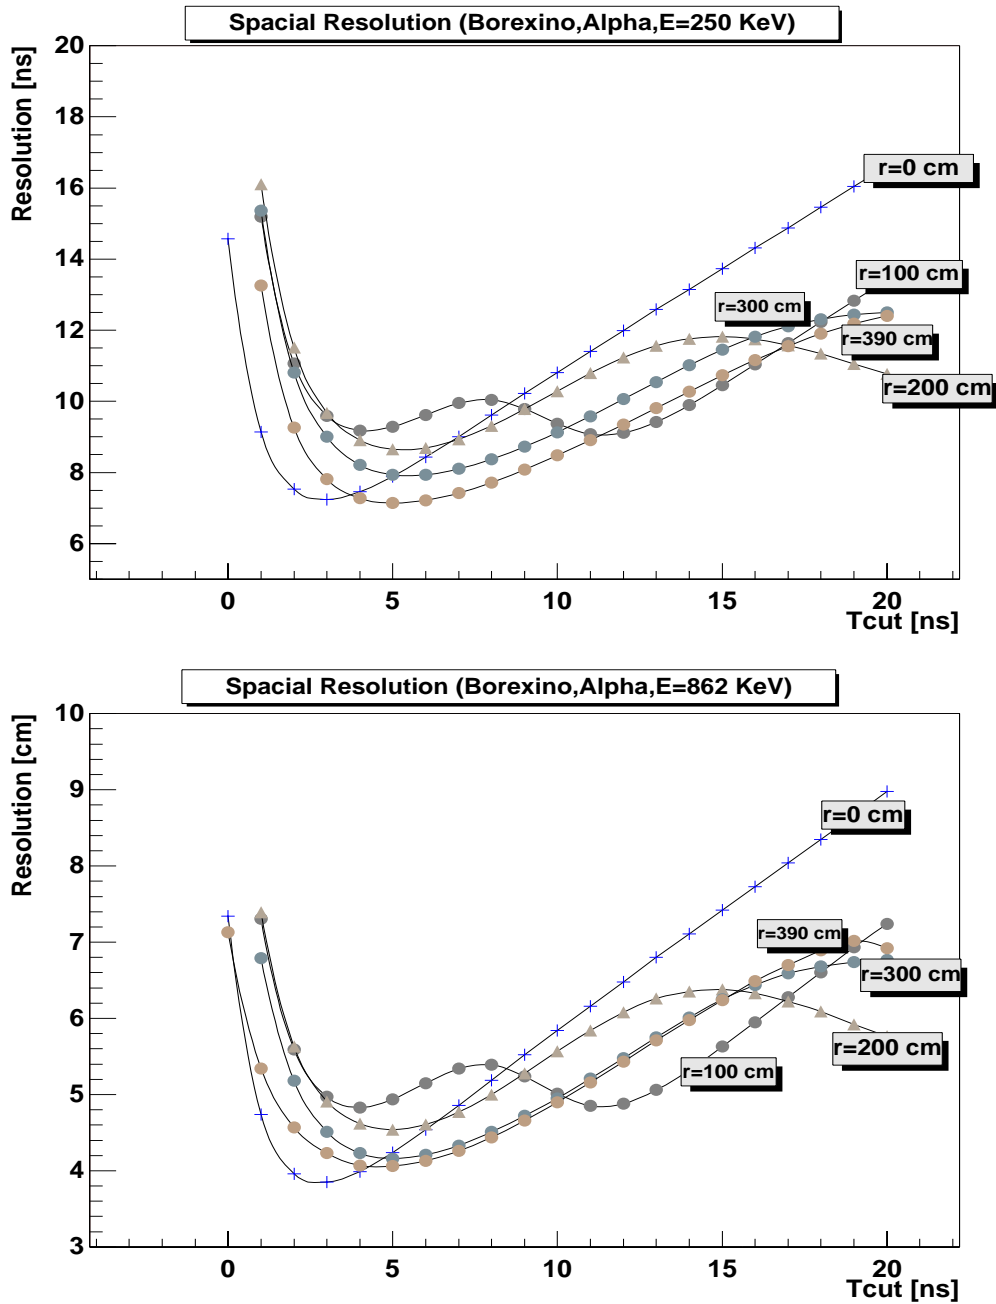 Spacial Resolution (Borexino,Alpha,E=250 KeV)
Resolution [ns]
20
18
16
14
12
10
8
6
r=0 cm
r=100 cm
r=300 cm
r=390 cm
r=200 cm
0 5 10 15 20
Tcut [ns]
Spacial Resolution (Borexino,Alpha,E=862 KeV)
Resolution [cm]
10
9
8
7
6
5
4
3
r=0 cm
r=390 cm
r=300 cm
r=200 cm
r=100 cm
0 5 10 15 20
Tcut [ns]